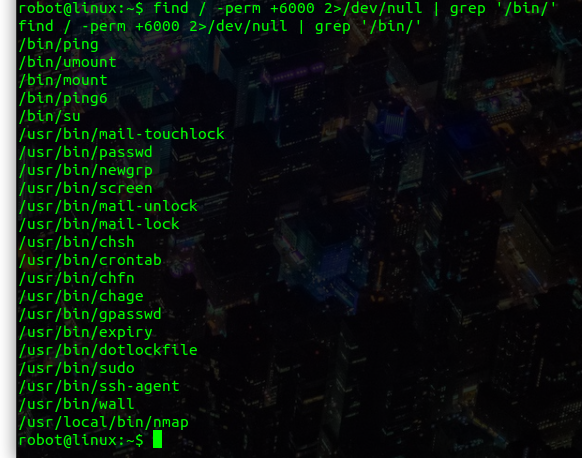 robot@linux:~$ find / -perm +6000 2>/dev/null | grep '/bin/'
find / -perm +6000 2>/dev/null | grep '/bin/'
/bin/ping
/bin/umount
/bin/mount
/bin/ping6
/bin/su
/usr/bin/mail-touchlock
/usr/bin/passwd
/usr/bin/newgrp
/usr/bin/screen
/usr/bin/mail-unlock
/usr/bin/mail-lock
/usr/bin/chsh
/usr/bin/crontab
/usr/bin/chfn
/usr/bin/chage
/usr/bin/gpasswd
/usr/bin/expiry
/usr/bin/dotlockfile
/usr/bin/sudo
/usr/bin/ssh-agent
/usr/bin/wall
/usr/local/bin/nmap
robot@linux:~$